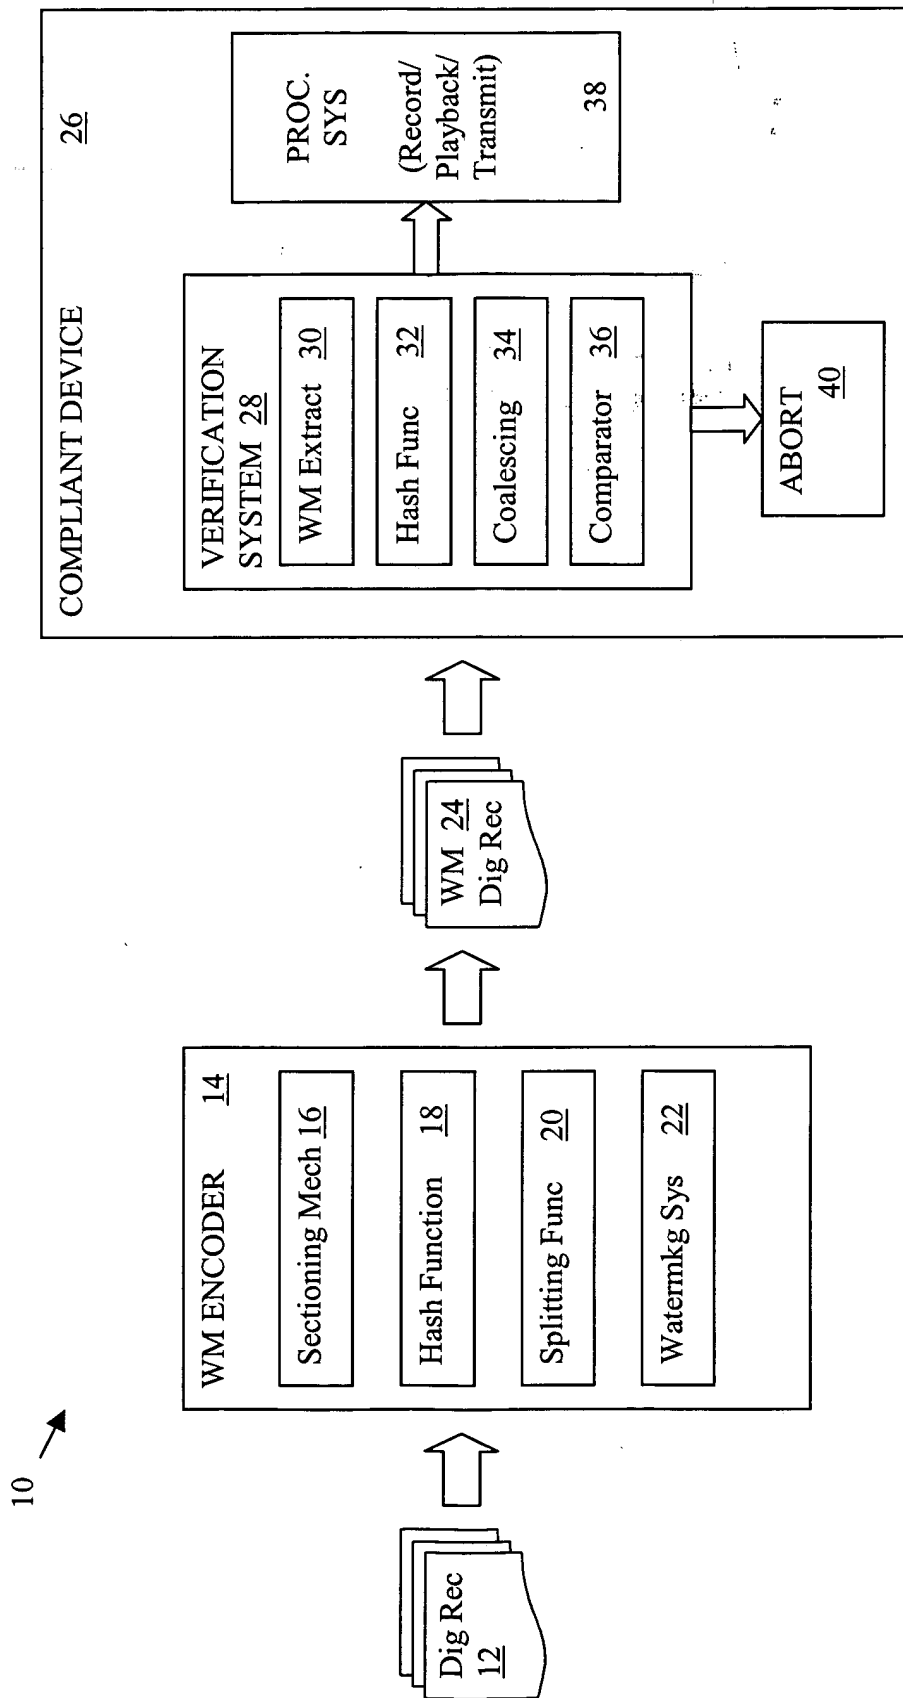 10
Dig Rec
12
WM ENCODER 14
Sectioning Mech 16
Hash Function 18
Splitting Func 20
Watermkg Sys 22
WM 24
Dig Rec
COMPLIANT DEVICE 26
VERIFICATION
SYSTEM 28
WM Extract 30
Hash Func 32
Coalescing 34
Comparator 36
PROC.
SYS
(Record/
Playback/
Transmit)
38
ABORT
40